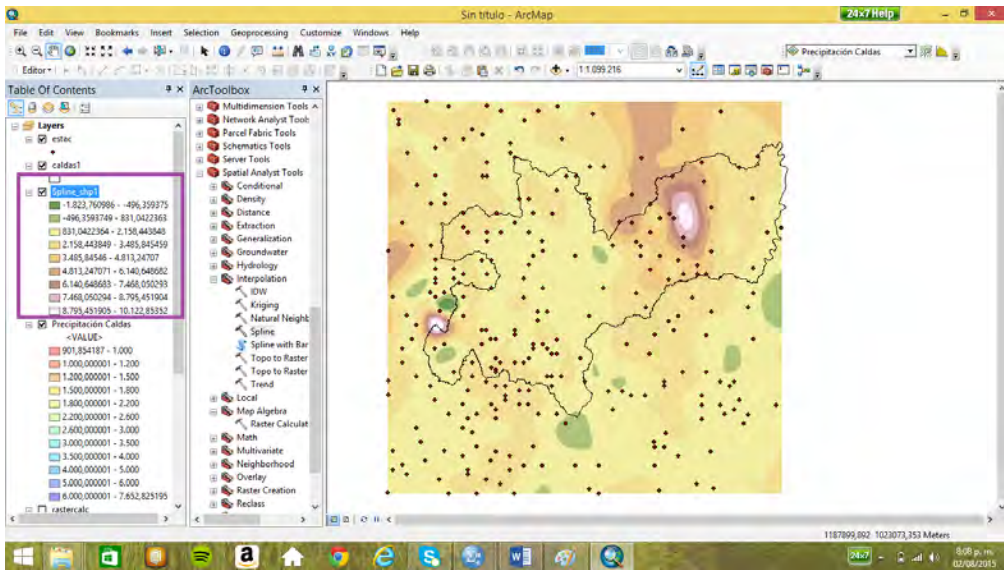 Sin título - ArcMap
24x7 Help
File Edit View Bookmarks Insert Selection Geoprocessing Customize Windows Help
Precipitación Caldas
Editor
1:1.099.216
Table Of Contents
Layers
estac
caldas1
Spline_shp1
-1.823,760986 - -496,359375
-496,3593749 - 831,0422363
831,0422364 - 2.158,443848
2.158,443849 - 3.485,845459
3.485,84546 - 4.813,24707
4.813,247071 - 6.140,648682
6.140,648683 - 7.468,050293
7.468,050294 - 8.795,451904
8.795,451905 - 10.122,85352
Precipitación Caldas
<VALUE>
901,854187 - 1.000
1.000,000001 - 1.200
1.200,000001 - 1.500
1.500,000001 - 1.800
1.800,000001 - 2.200
2.200,000001 - 2.600
2.600,000001 - 3.000
3.000,000001 - 3.500
3.500,000001 - 4.000
4.000,000001 - 5.000
5.000,000001 - 6.000
6.000,000001 - 7.652,825195
rastercalc
ArcToolbox
Multidimension Tools
Network Analyst Tools
Parcel Fabric Tools
Schematics Tools
Server Tools
Spatial Analyst Tools
Conditional
Density
Distance
Extraction
Generalization
Groundwater
Hydrology
Interpolation
IDW
Kriging
Natural Neighb
Spline
Spline with Bar
Topo to Raster
Topo to Raster
Trend
Local
Map Algebra
Raster Calculat
Math
Multivariate
Neighborhood
Overlay
Raster Creation
Reclass
1187899,892 1023073,353 Meters
24x7
8:08 p. m.
02/08/2015